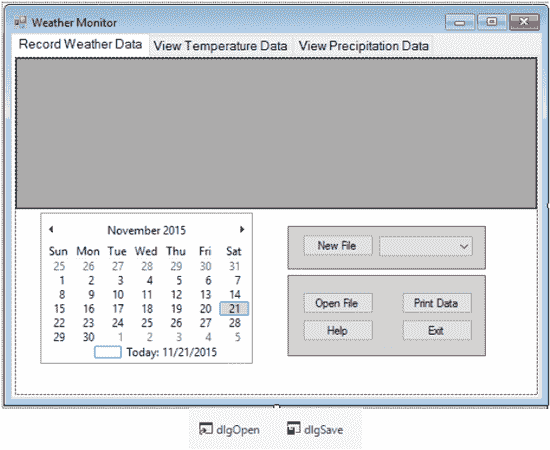 Weather Monitor
Record Weather Data View Temperature Data View Precipitation Data
November 2015
Sun Mon Tue Wed Thu Fri Sat
25 26 27 28 29 30 31
1 2 3 4 5 6 7
8 9 10 11 12 13 14
15 16 17 18 19 20 21
22 23 24 25 26 27 28
29 30 1 2 3 4 5
Today: 11/21/2015
New File
Open File Print Data
Help Exit
dlgOpen dlgSave